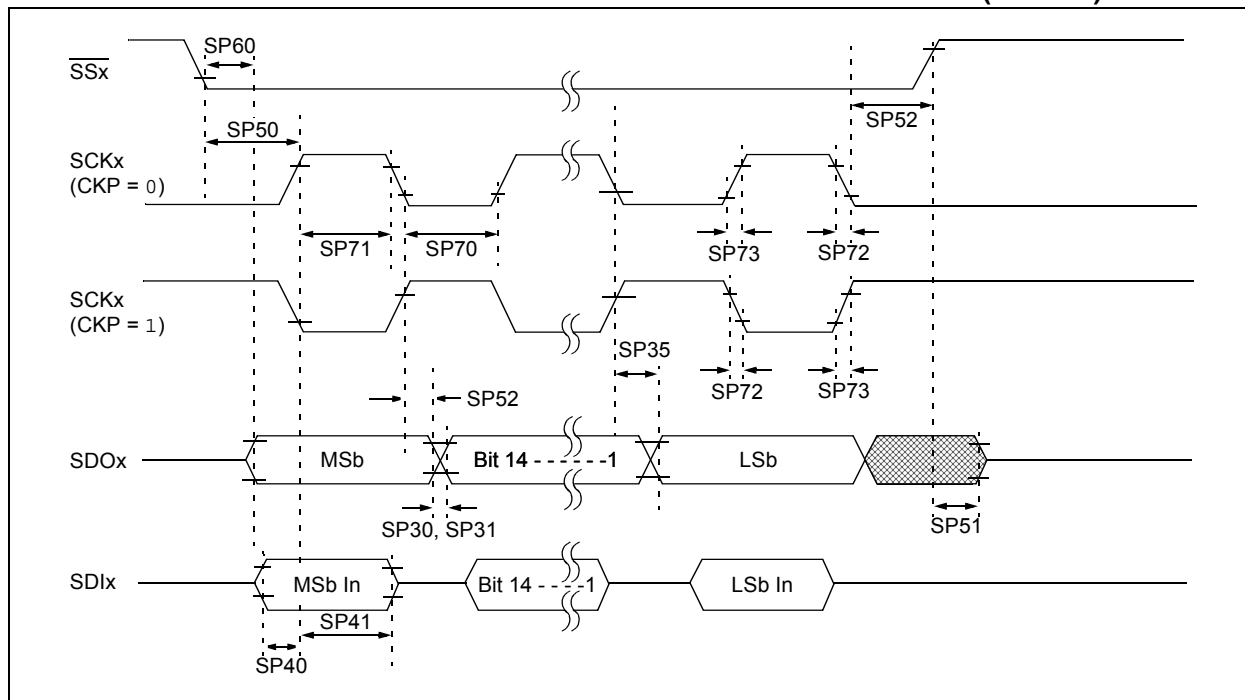 SP60
SSx
SP50
SP52
SCKx
(CKP = 0)
SP71
SP70
SP73
SP72
SCKx
(CKP = 1)
SP35
SP72
SP73
SP52
SDOx
MSb
Bit 14 - - - - - -1
LSb
SP30, SP31
SP51
SDIx
MSb In
Bit 14 - - - -1
LSb In
SP41
SP40